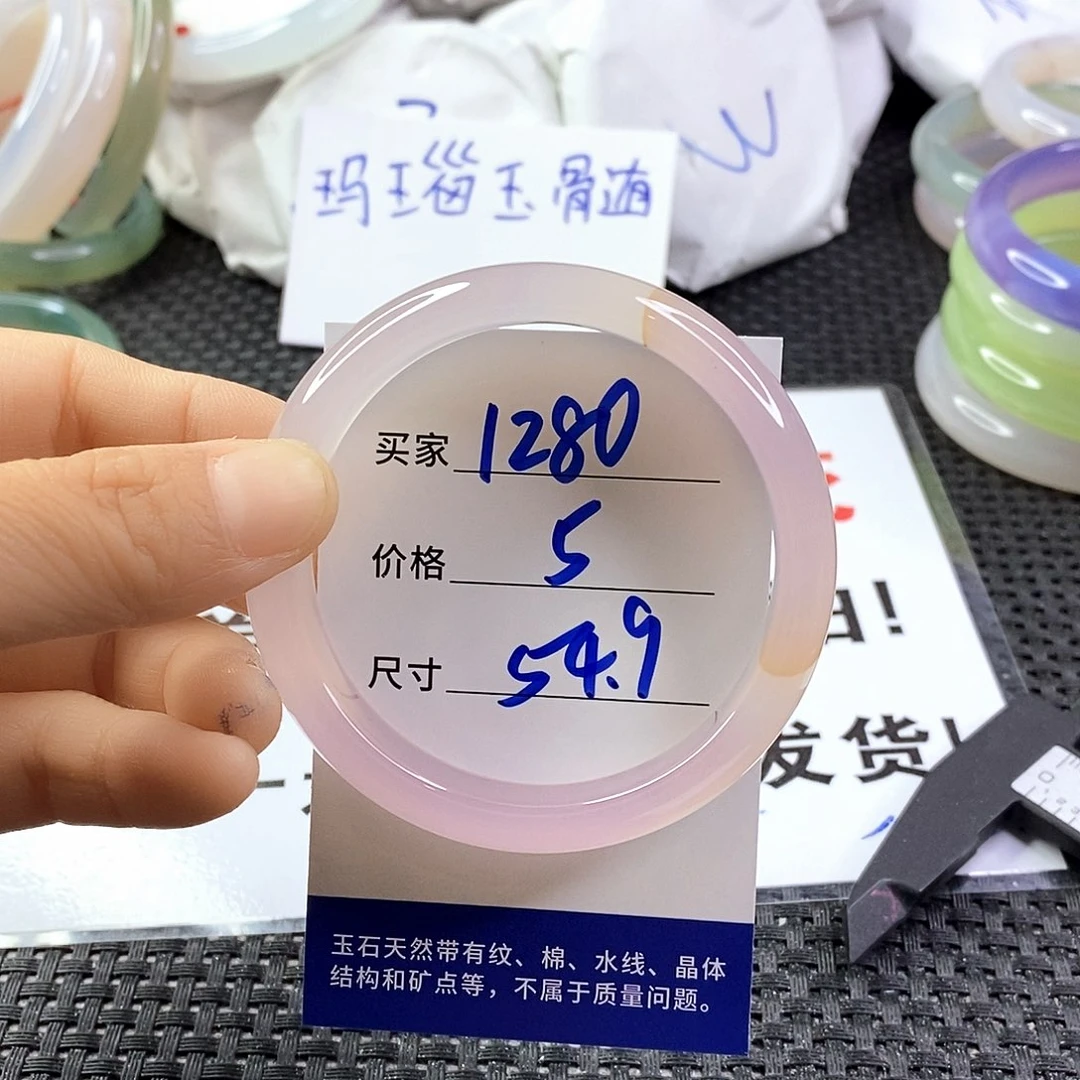 玛瑙玉骨髓
买家 1280
价格 5
尺寸 54.9
发货!
玉石天然带有纹、棉、水线、晶体
结构和矿点等，不属于质量问题。